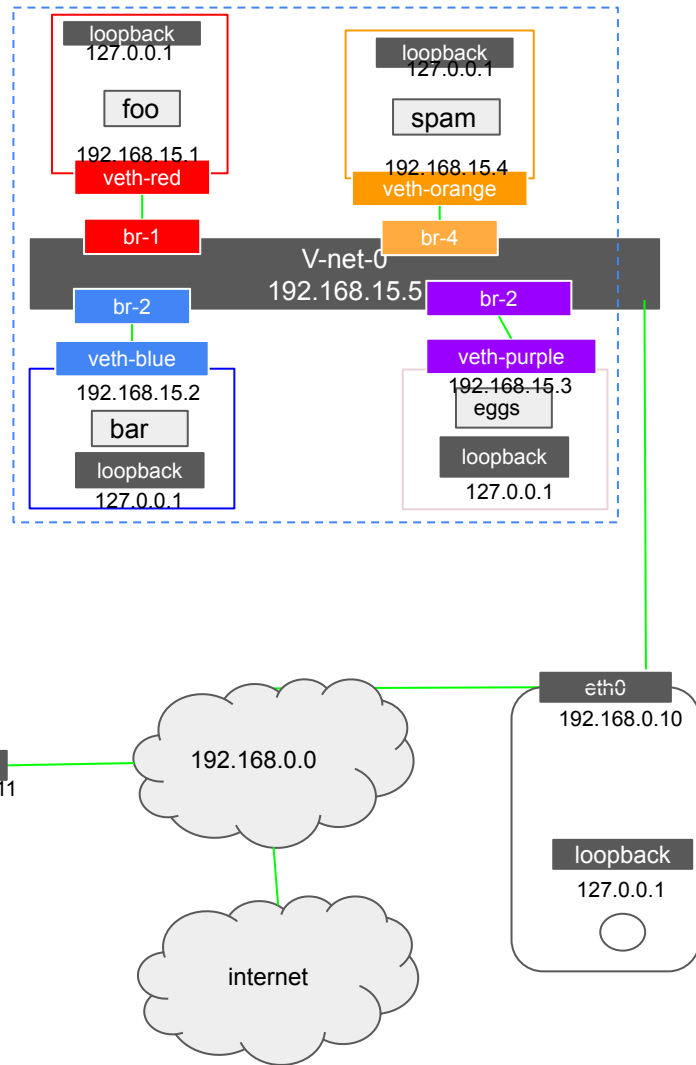 loopback
127.0.0.1
foo
192.168.15.1
veth-red
br-1
loopback
127.0.0.1
spam
192.168.15.4
veth-orange
br-4
V-net-0
192.168.15.5
br-2
veth-blue
192.168.15.2
bar
loopback
127.0.0.1
br-2
veth-purple
192.168.15.3
eggs
loopback
127.0.0.1
eth0
192.168.0.10
192.168.0.0
11
loopback
127.0.0.1
internet